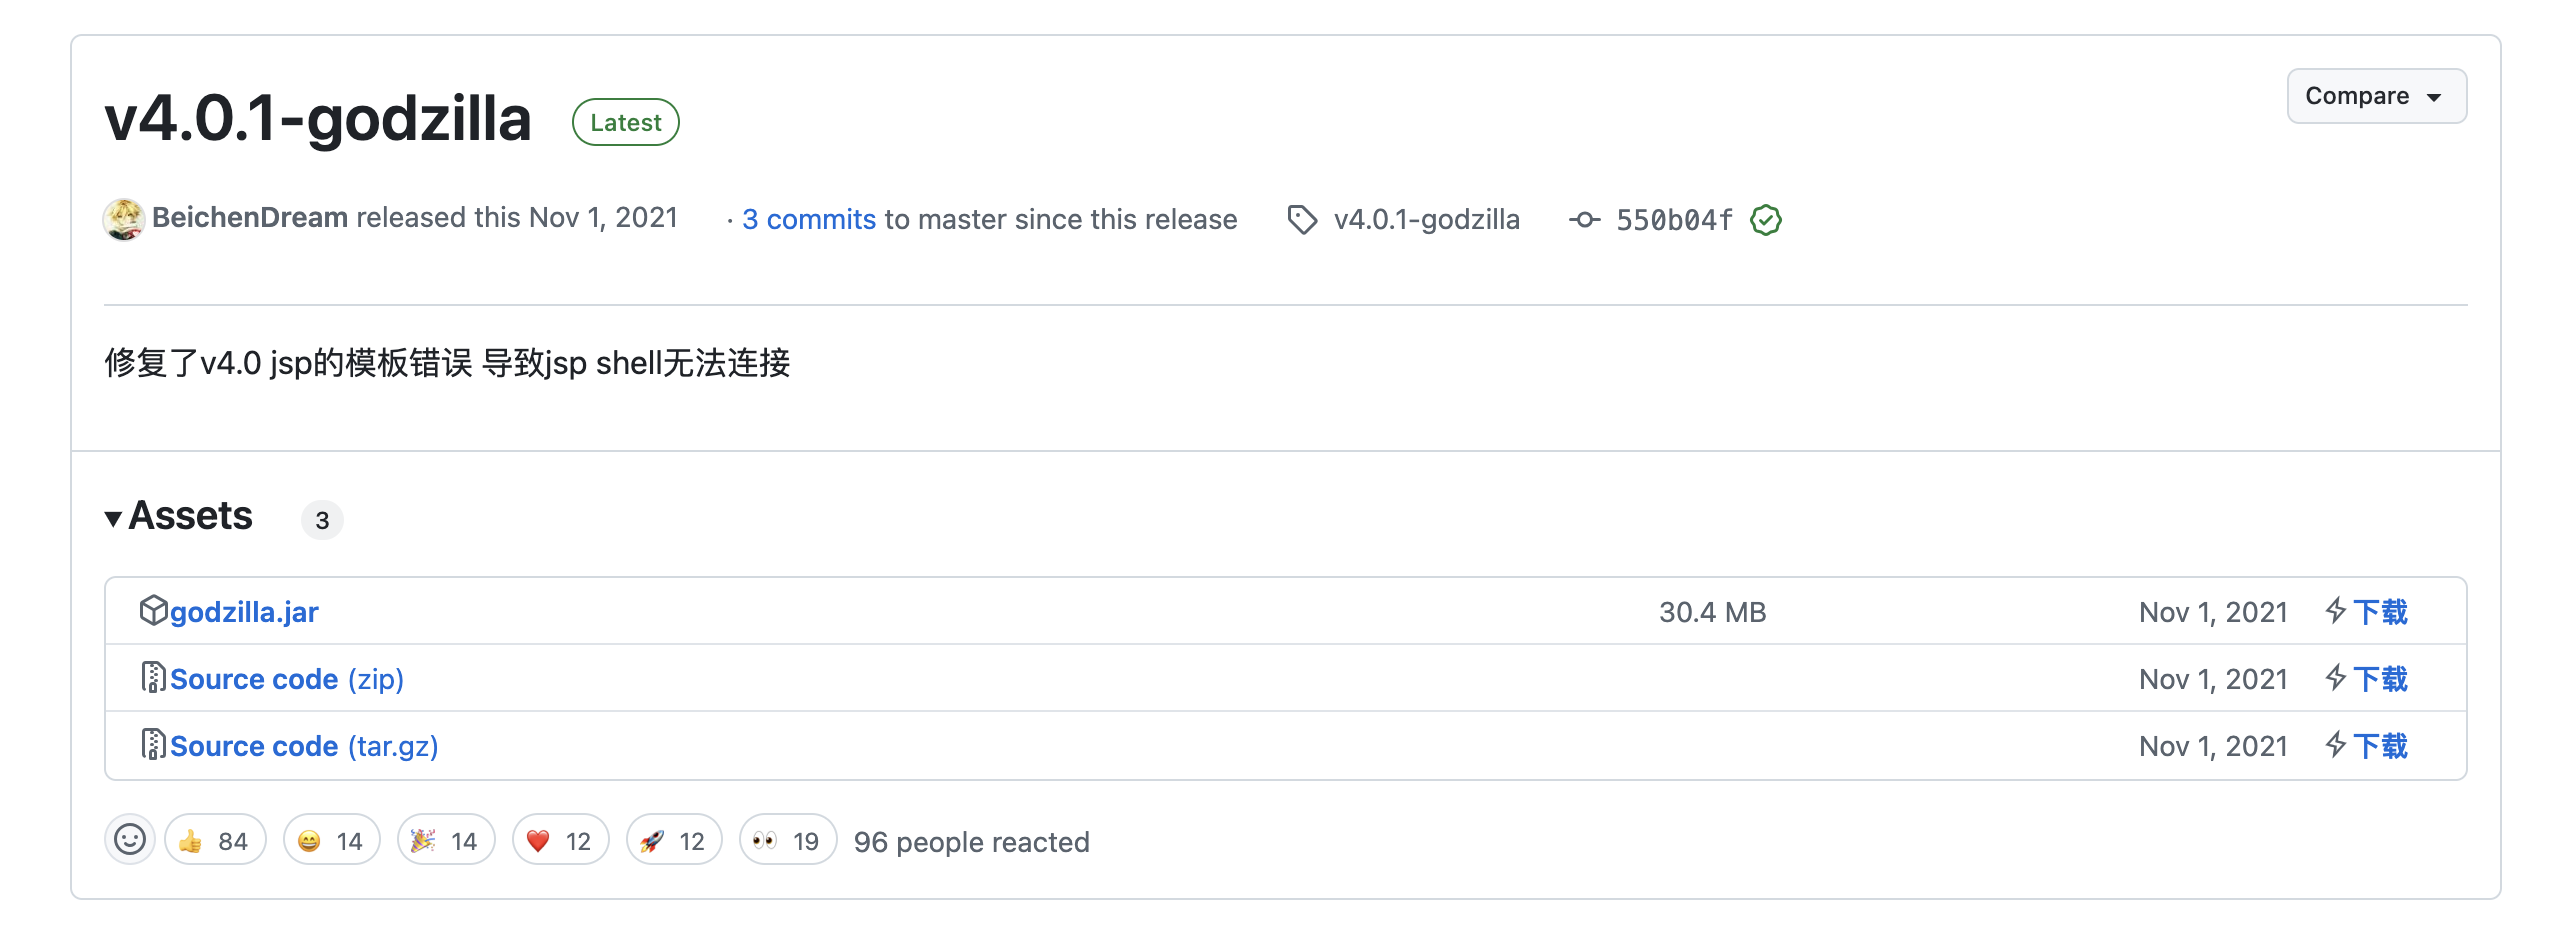 v4.0.1-godzilla Latest Compare
BeichenDream released this Nov 1, 2021 · 3 commits to master since this release v4.0.1-godzilla 550b04f
修复了v4.0 jsp的模板错误 导致jsp shell无法连接
Assets 3
godzilla.jar 30.4 MB Nov 1, 2021 下载
Source code (zip) Nov 1, 2021 下载
Source code (tar.gz) Nov 1, 2021 下载
84 14 14 12 12 19 96 people reacted